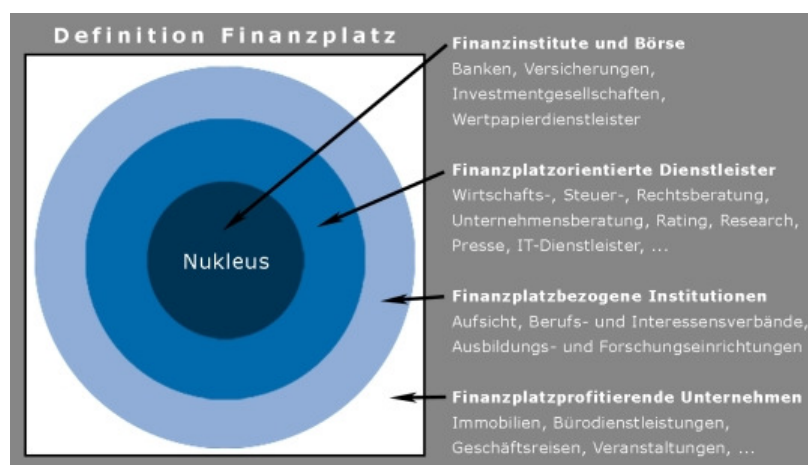 Definition Finanzplatz
Nukleus
Finanzinstitute und Börse
Banken, Versicherungen,
Investmentgesellschaften,
Wertpapierdienstleister
Finanzplatzorientierte Dienstleister
Wirtschafts-, Steuer-, Rechtsberatung,
Unternehmensberatung, Rating, Research,
Presse, IT-Dienstleister, ...
Finanzplatzbezogene Institutionen
Aufsicht, Berufs- und Interessensverbände,
Ausbildungs- und Forschungseinrichtungen
Finanzplatzprofitierende Unternehmen
Immobilien, Bürodienstleistungen,
Geschäftsreisen, Veranstaltungen, ...